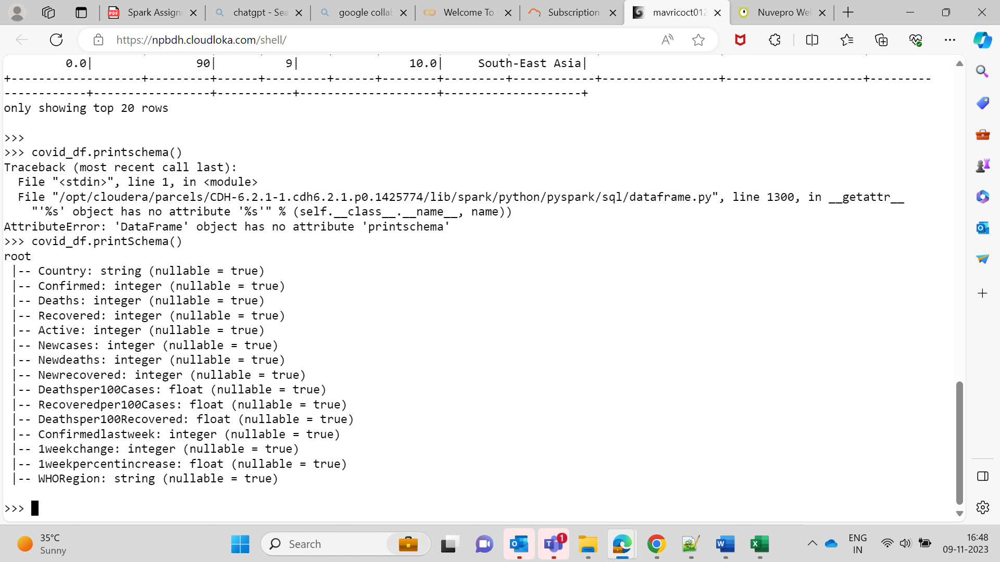 Spark Assignm
chatgpt - Sea
google collab
Welcome To
Subscription
mavricoct012
Nuvepro Wel
https://npbdh.cloudloka.com/shell/
0.0| 90| 9| 10.0| South-East Asia|
+-------------------+---------+------+---------+------+--------+---------+------------+-----------------+--------------------+---------
------------+-----------------+-----------+--------------------+--------------------+
only showing top 20 rows
>>>
>>> covid_df.printschema()
Traceback (most recent call last):
File "<stdin>", line 1, in <module>
File "/opt/cloudera/parcels/CDH-6.2.1-1.cdh6.2.1.p0.1425774/lib/spark/python/pyspark/sql/dataframe.py", line 1300, in __getattr__
"'%s' object has no attribute '%s'" % (self.__class__.__name__, name))
AttributeError: 'DataFrame' object has no attribute 'printschema'
>>> covid_df.printSchema()
root
|-- Country: string (nullable = true)
|-- Confirmed: integer (nullable = true)
|-- Deaths: integer (nullable = true)
|-- Recovered: integer (nullable = true)
|-- Active: integer (nullable = true)
|-- Newcases: integer (nullable = true)
|-- Newdeaths: integer (nullable = true)
|-- Newrecovered: integer (nullable = true)
|-- Deathsper100Cases: float (nullable = true)
|-- Recoveredper100Cases: float (nullable = true)
|-- Deathsper100Recovered: float (nullable = true)
|-- Confirmedlastweek: integer (nullable = true)
|-- 1weekchange: integer (nullable = true)
|-- 1weekpercentincrease: float (nullable = true)
|-- WHORegion: string (nullable = true)
>>>
35°C
Sunny
Search
1
ENG
IN
16:48
09-11-2023